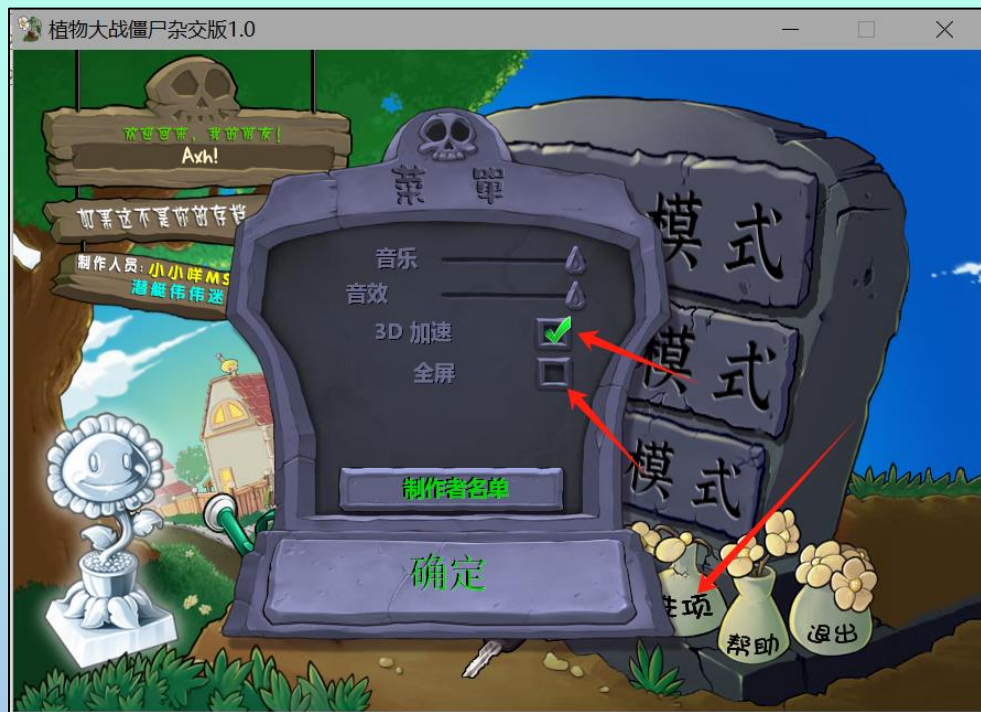 植物大战僵尸杂交版1.0
欢迎回来，我的朋友！
Axh!
如果这不是你的存档
制作人员：小小咩MS
潜艇伟伟迷
菜單
音乐
音效
3D 加速
全屏
制作者名单
确定
模式
模式
模式
选项
帮助
退出